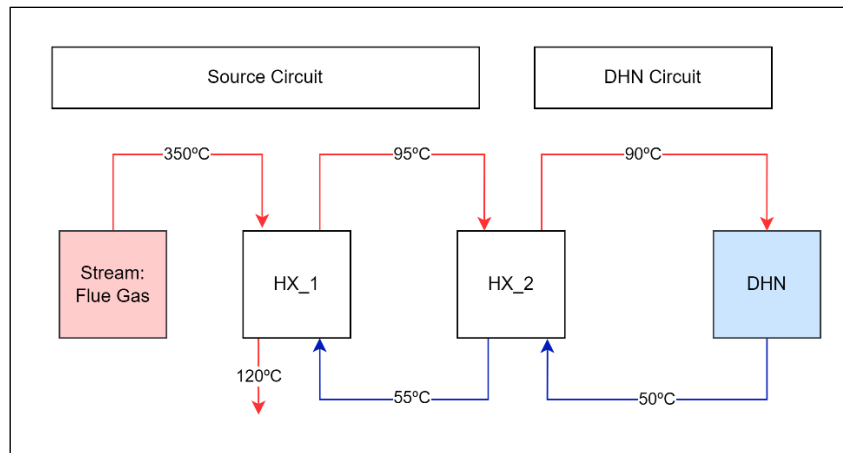 Source Circuit
DHN Circuit
350ºC
95ºC
90ºC
Stream:
Flue Gas
HX_1
HX_2
DHN
120ºC
55ºC
50ºC